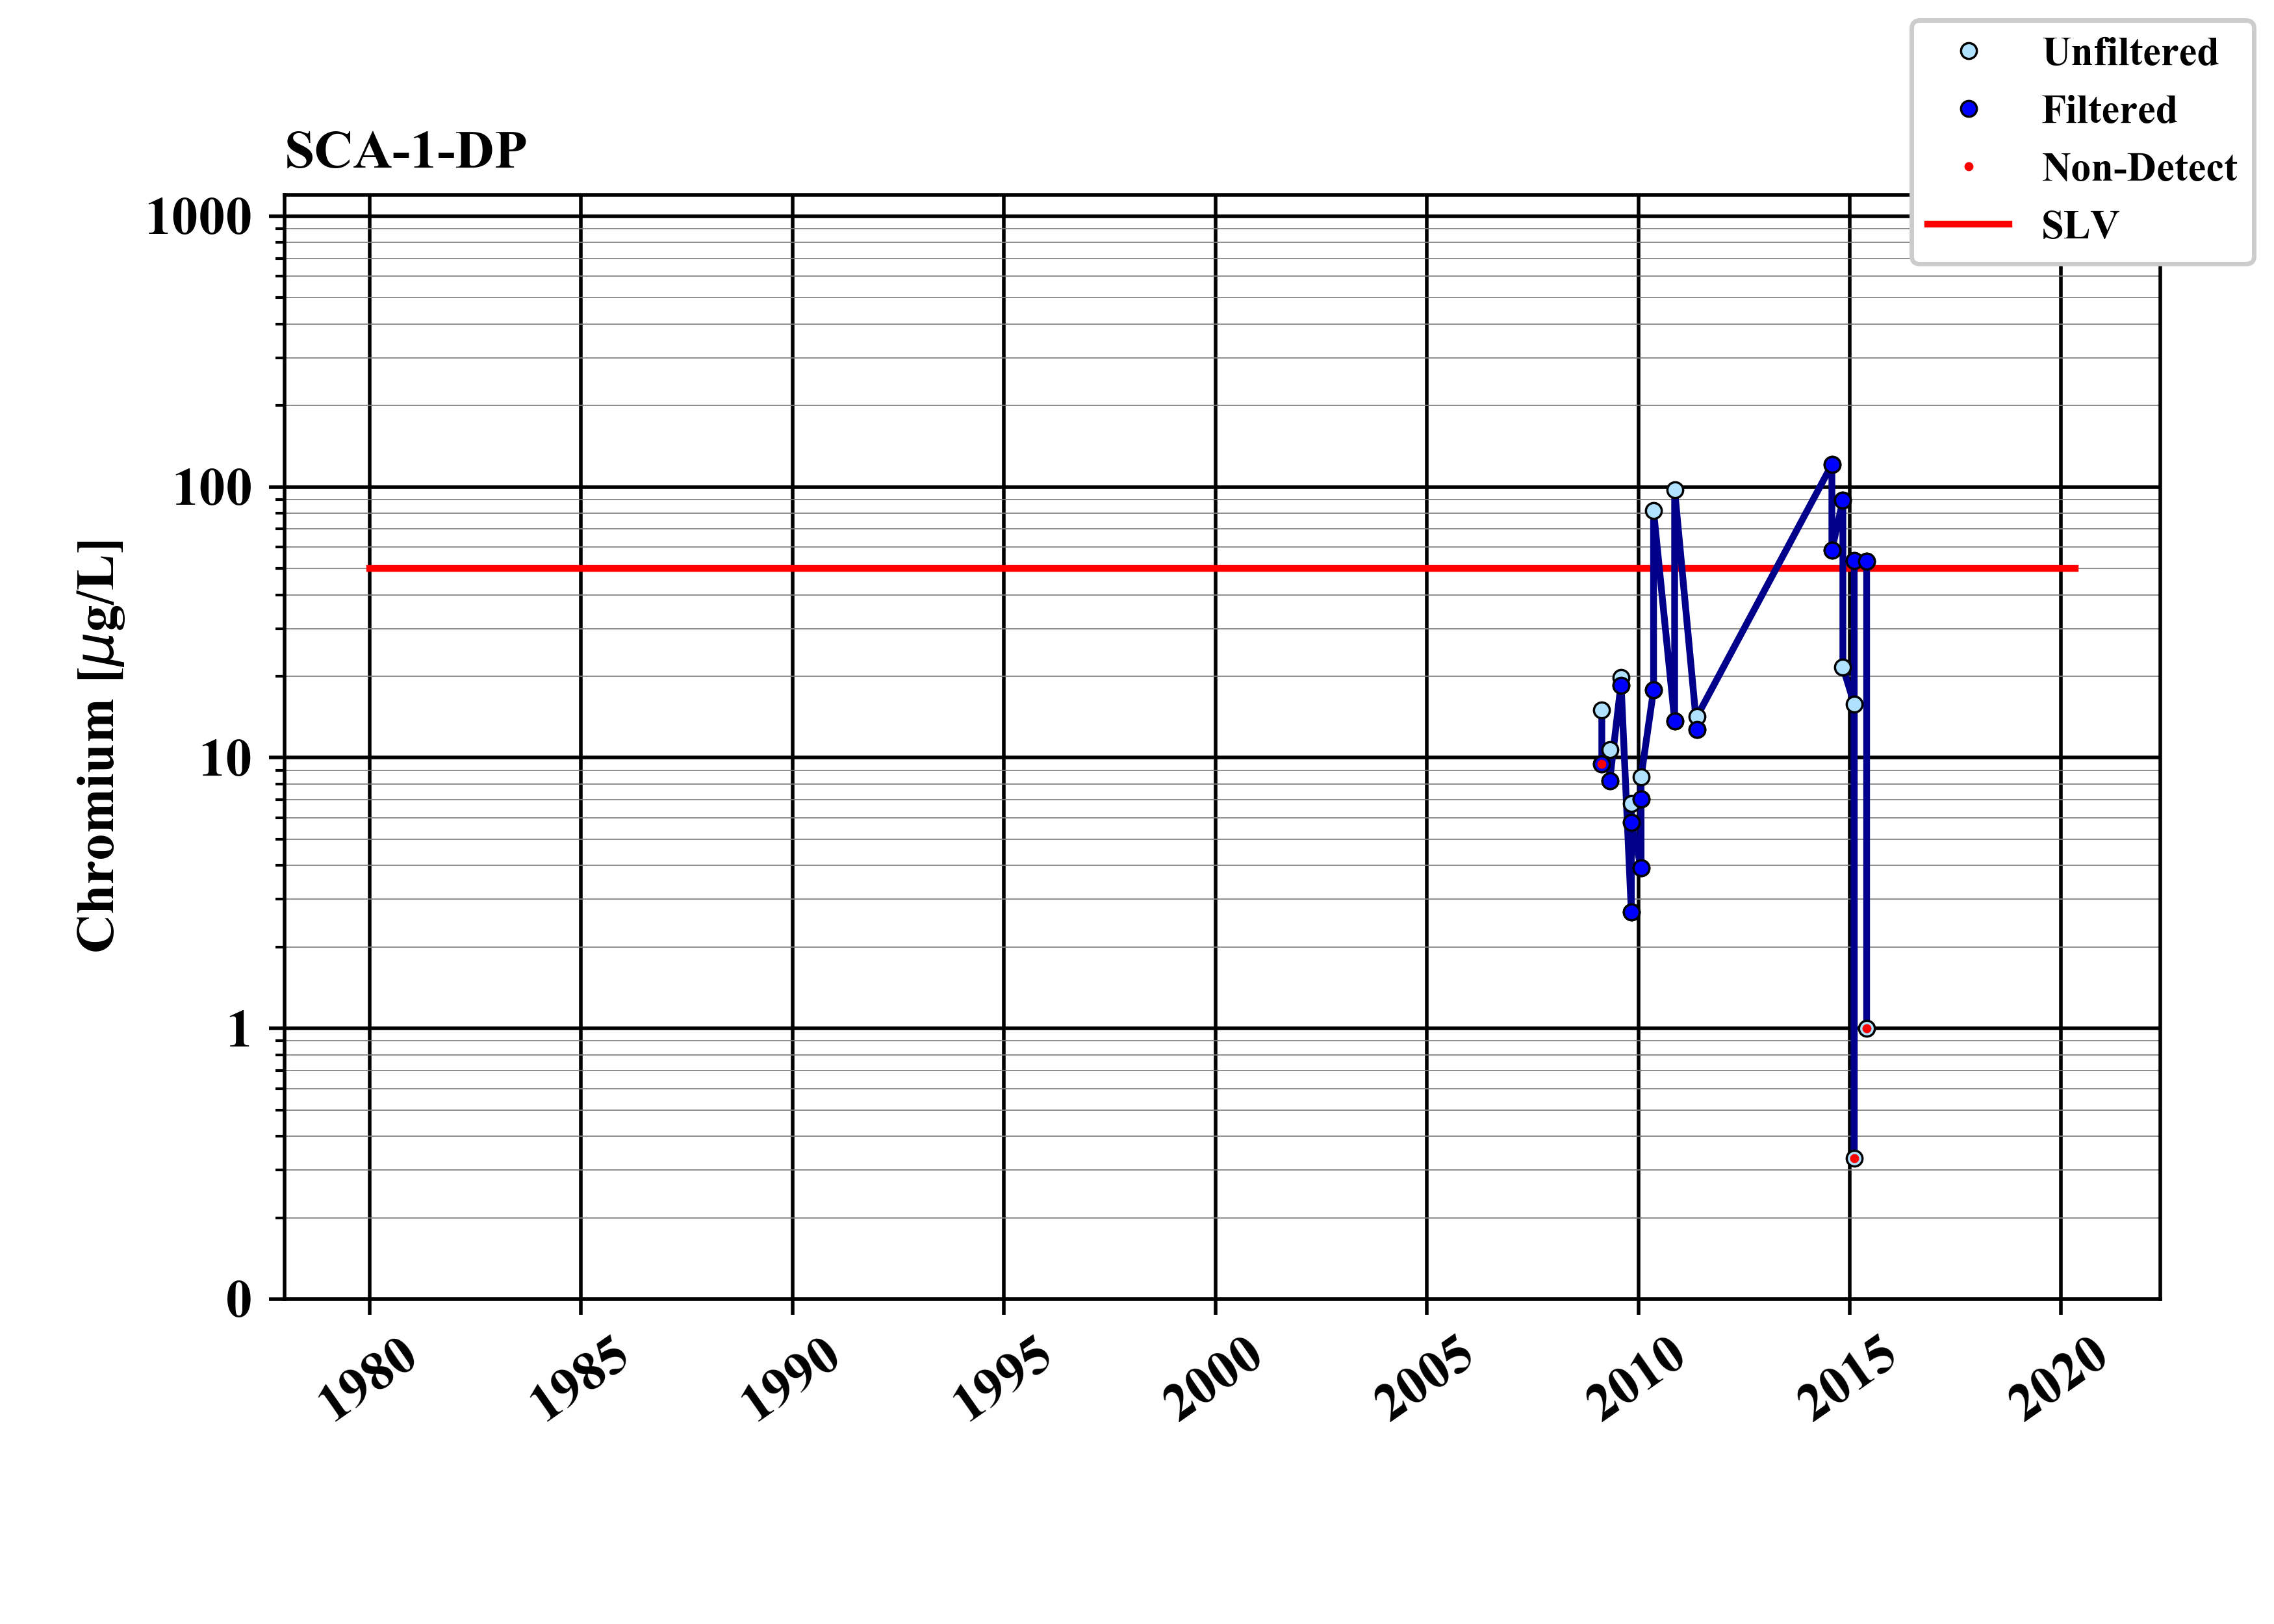 Unfiltered
Filtered
Non-Detect
SLV
SCA-1-DP
1000
100
10
1
0
Chromium [μg/L]
1980 1985 1990 1995 2000 2005 2010 2015 2020